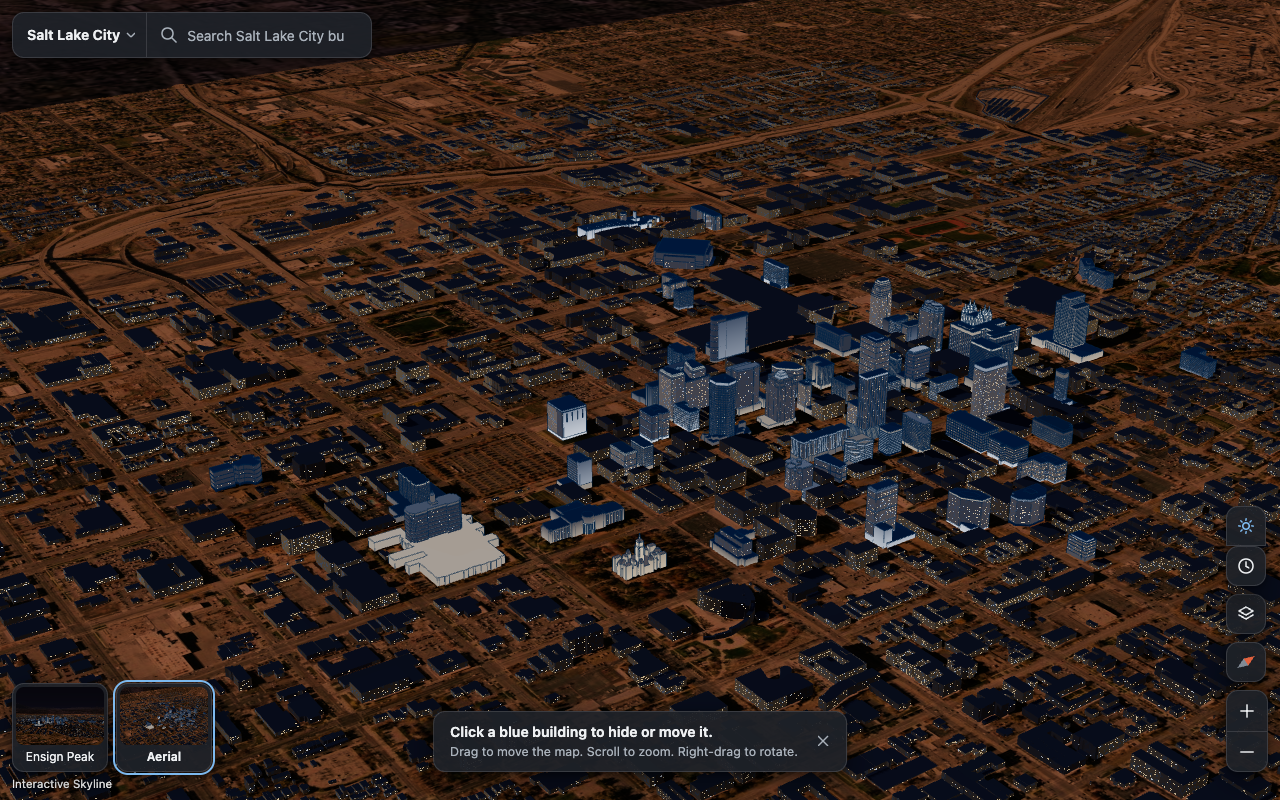 Salt Lake City
Search Salt Lake City bu
Click a blue building to hide or move it.
Drag to move the map. Scroll to zoom. Right-drag to rotate.
Ensign Peak
Aerial
Interactive Skyline